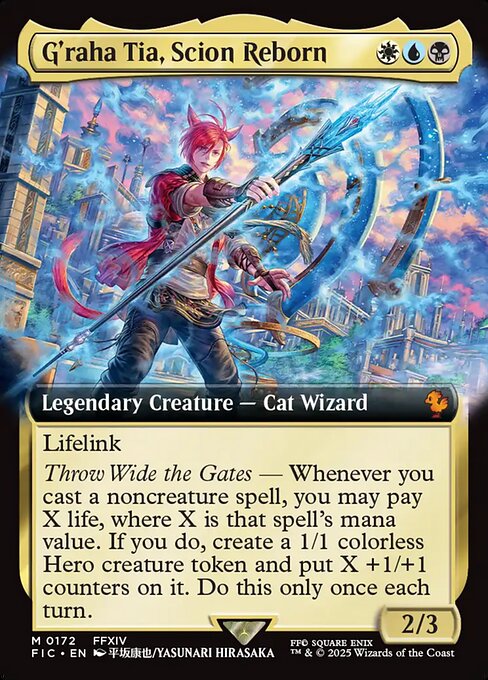 G'raha Tia, Scion Reborn
Legendary Creature — Cat Wizard
Lifelink
Throw Wide the Gates — Whenever you
cast a noncreature spell, you may pay
X life, where X is that spell's mana
value. If you do, create a 1/1 colorless
Hero creature token and put X +1/+1
counters on it. Do this only once each
turn.
2/3
M 0172 FFXIV
FIC • EN 平坂康也/YASUNARI HIRASAKA
FF© SQUARE ENIX
™ & © 2025 Wizards of the Coast